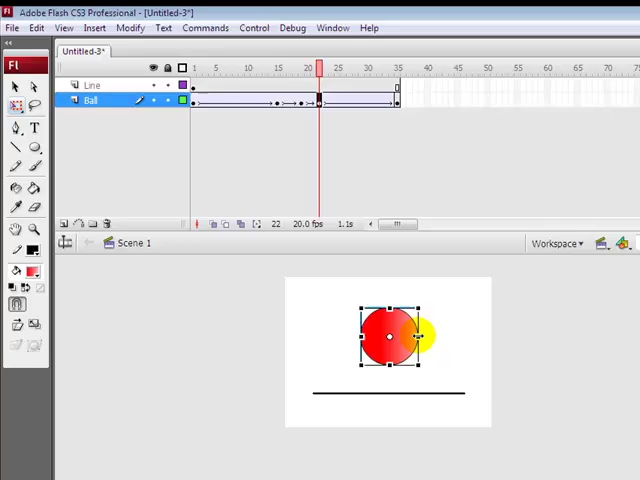 Fl Adobe Flash CS3 Professional - [Untitled-3*]
File Edit View Insert Modify Text Commands Control Debug Window Help
Untitled-3*
Fl
1 5 10 15 20 25 30 35 40 45 50 55 60 65 70 75
Line
Ball
22 20.0 fps 1.1s
Scene 1
Workspace